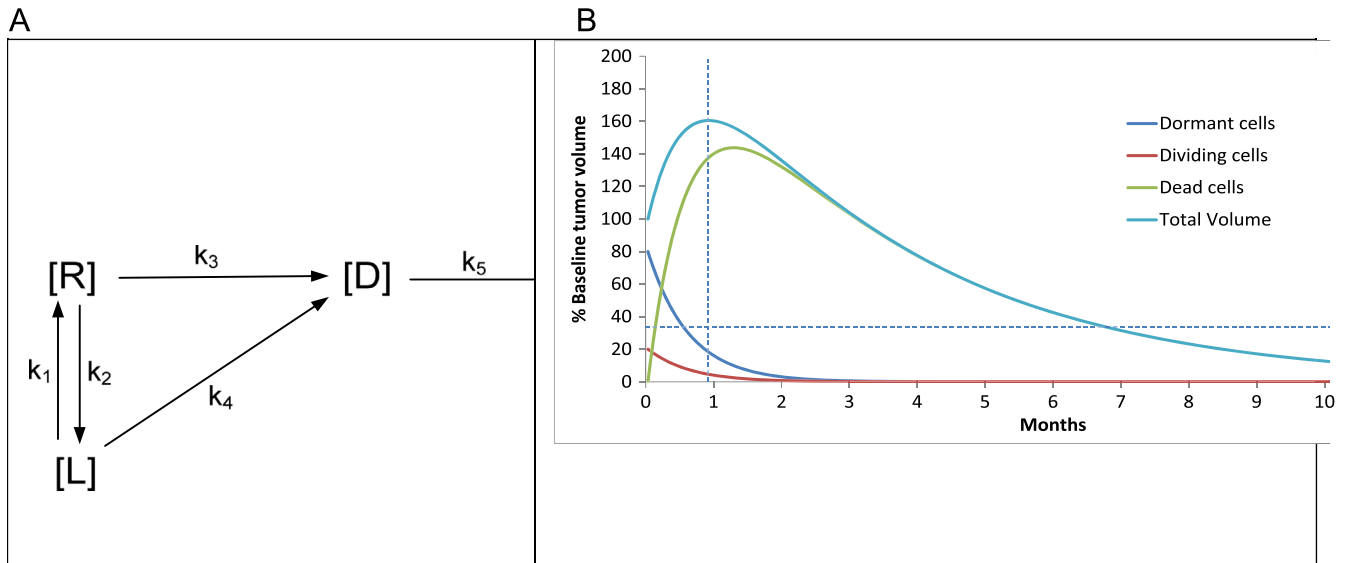 A
B
[R]
k3
[D]
k5
k1
k2
k4
[L]
% Baseline tumor volume
200
180
160
140
120
100
80
60
40
20
0
0 1 2 3 4 5 6 7 8 9 10
Months
Dormant cells
Dividing cells
Dead cells
Total Volume